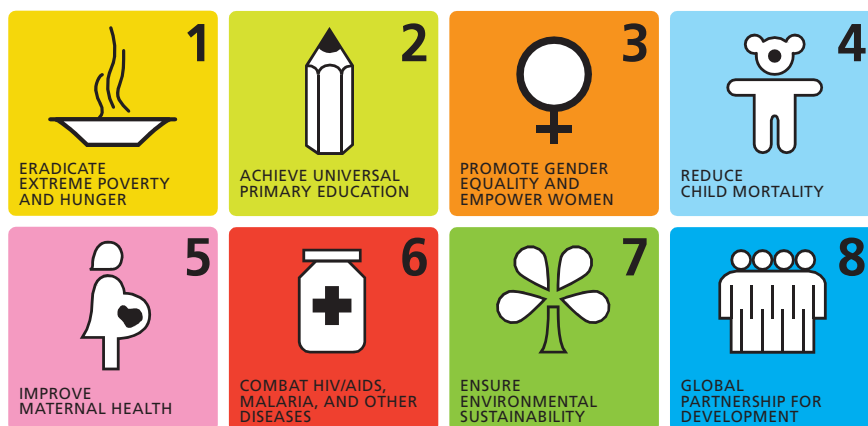 1
ERADICATE
EXTREME POVERTY
AND HUNGER
2
ACHIEVE UNIVERSAL
PRIMARY EDUCATION
3
PROMOTE GENDER
EQUALITY AND
EMPOWER WOMEN
4
REDUCE
CHILD MORTALITY
5
IMPROVE
MATERNAL HEALTH
6
COMBAT HIV/AIDS,
MALARIA, AND OTHER
DISEASES
7
ENSURE
ENVIRONMENTAL
SUSTAINABILITY
8
GLOBAL
PARTNERSHIP FOR
DEVELOPMENT